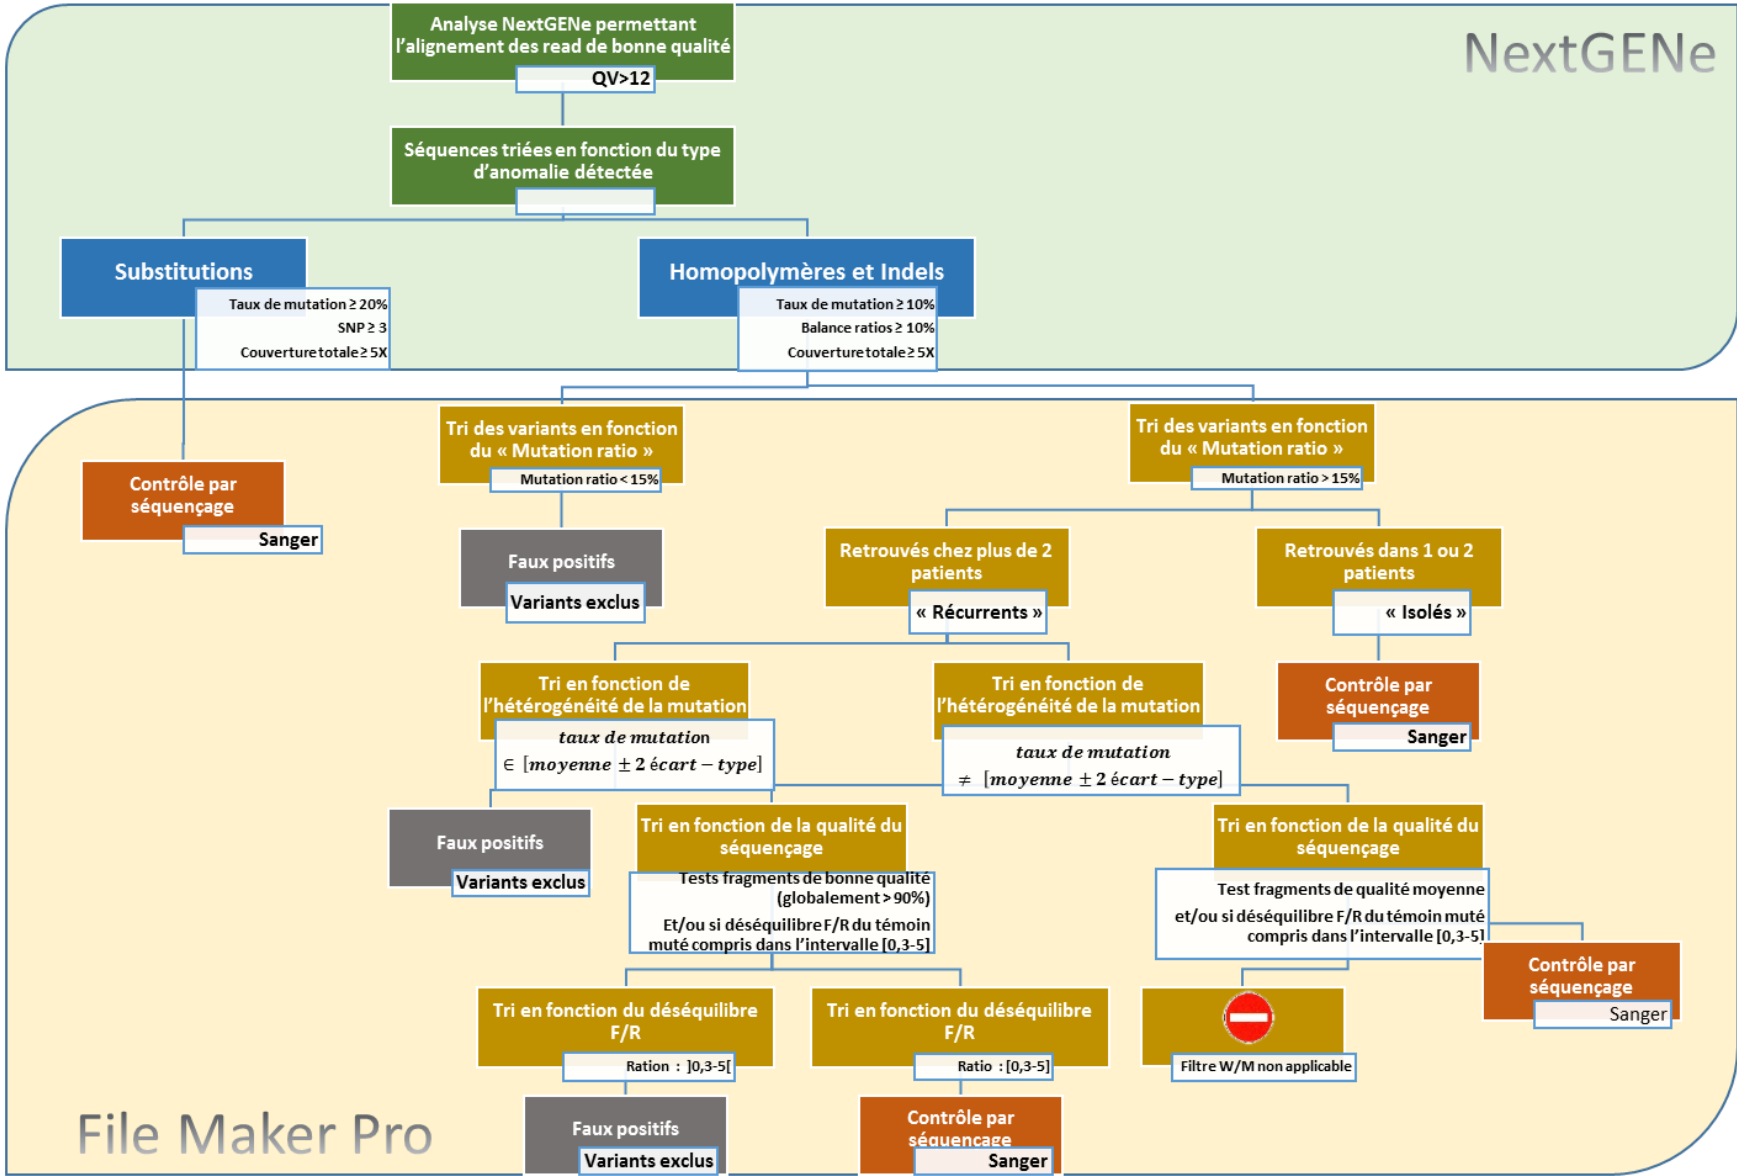 Analyse NextGENe permettant
l'alignement des read de bonne qualité
QV>12
NextGENe
Séquences triées en fonction du type
d'anomalie détectée
Substitutions
Taux de mutation ≥ 20%
SNP ≥ 3
Couverture totale ≥ 5X
Homopolymères et Indels
Taux de mutation ≥ 10%
Balance ratios ≥ 10%
Couverture totale ≥ 5X
Tri des variants en fonction
du « Mutation ratio »
Mutation ratio < 15%
Tri des variants en fonction
du « Mutation ratio »
Mutation ratio > 15%
Contrôle par
séquençage
Sanger
Faux positifs
Variants exclus
Retrouvés chez plus de 2
patients
« Récurrents »
Retrouvés dans 1 ou 2
patients
« Isolés »
Tri en fonction de
l'hétérogénéité de la mutation
taux de mutation
∈ [moyenne ± 2 écart − type]
Tri en fonction de
l'hétérogénéité de la mutation
taux de mutation
≠ [moyenne ± 2 écart − type]
Contrôle par
séquençage
Sanger
Faux positifs
Variants exclus
Tri en fonction de la qualité du
séquençage
Tests fragments de bonne qualité
(globalement > 90%)
Et/ou si déséquilibre F/R du témoin
muté compris dans l'intervalle [0,3-5]
Tri en fonction de la qualité du
séquençage
Test fragments de qualité moyenne
et/ou si déséquilibre F/R du témoin muté
compris dans l'intervalle [0,3-5]
Contrôle par
séquençage
Sanger
Tri en fonction du déséquilibre
F/R
Ration : ]0,3-5[
Tri en fonction du déséquilibre
F/R
Ratio : [0,3-5]
Filtre W/M non applicable
Faux positifs
Variants exclus
Contrôle par
séquençage
Sanger
File Maker Pro